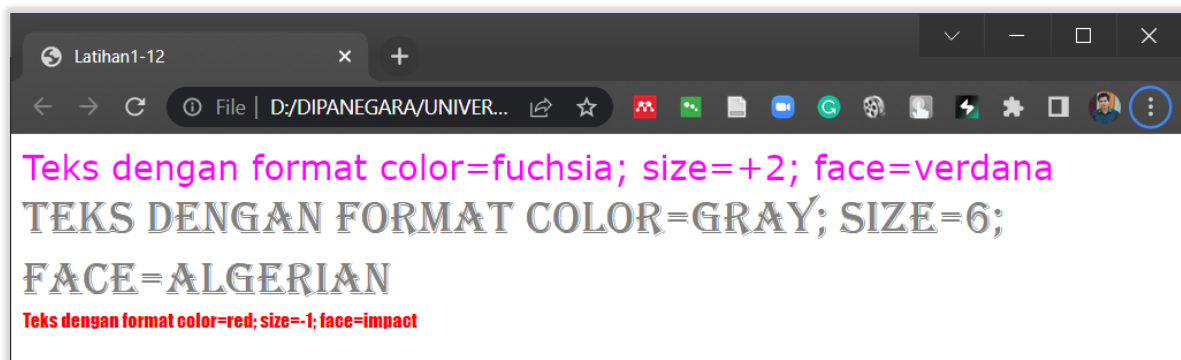 Latihan1-12
File | D:/DIPANEGARA/UNIVER...
Teks dengan format color=fuchsia; size=+2; face=verdana
TEKS DENGAN FORMAT COLOR=GRAY; SIZE=6;
FACE=ALGERIAN
Teks dengan format color=red; size=-1; face=impact